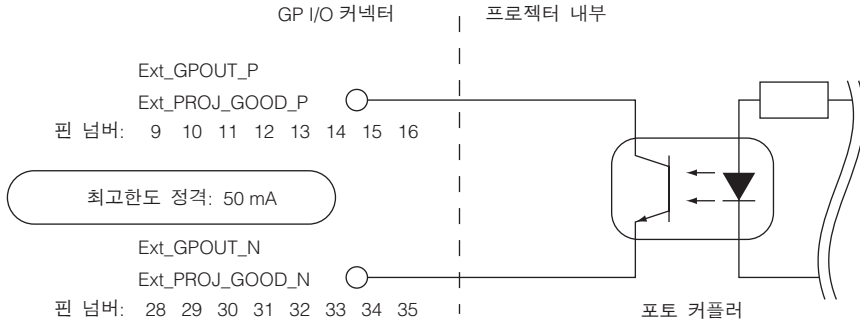 GP I/O 커넥터
프로젝터 내부
Ext_GPOUT_P
Ext_PROJ_GOOD_P
핀 넘버: 9 10 11 12 13 14 15 16
최고한도 정격: 50 mA
Ext_GPOUT_N
Ext_PROJ_GOOD_N
핀 넘버: 28 29 30 31 32 33 34 35
포토 커플러